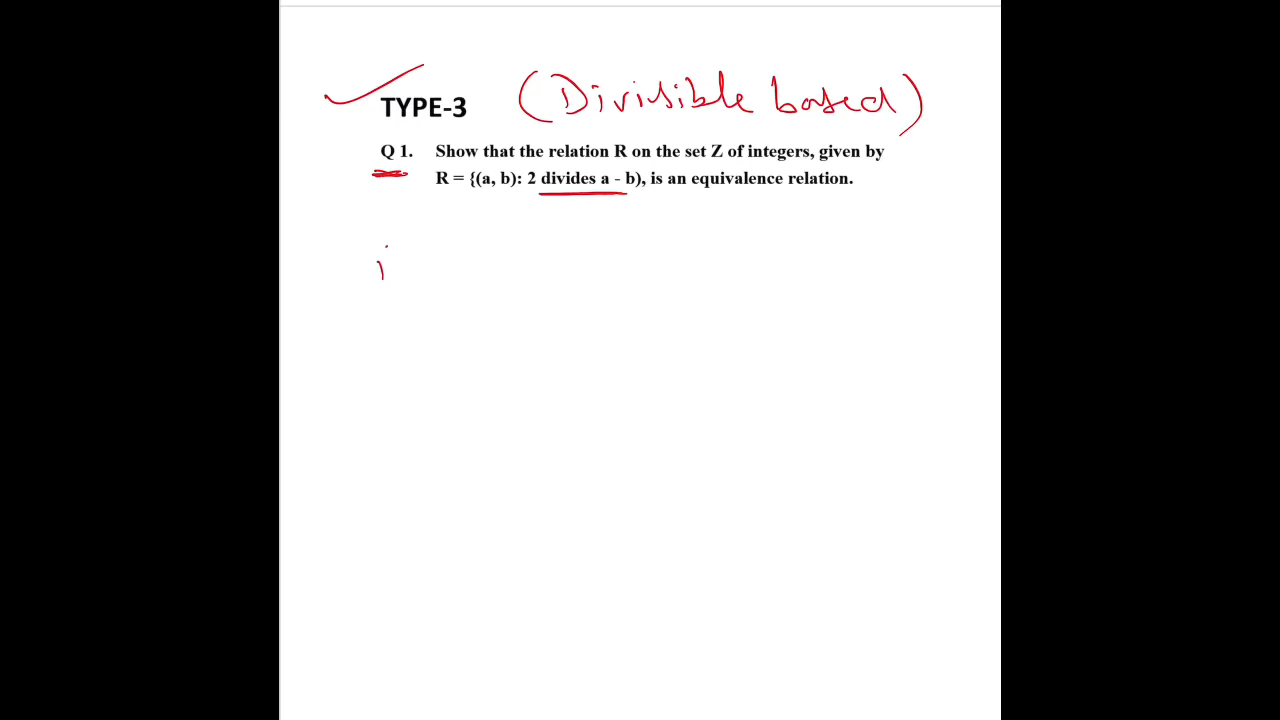 TYPE-3 (Divisible based)
Q 1. Show that the relation R on the set Z of integers, given by
R = {(a, b): 2 divides a - b), is an equivalence relation.
i